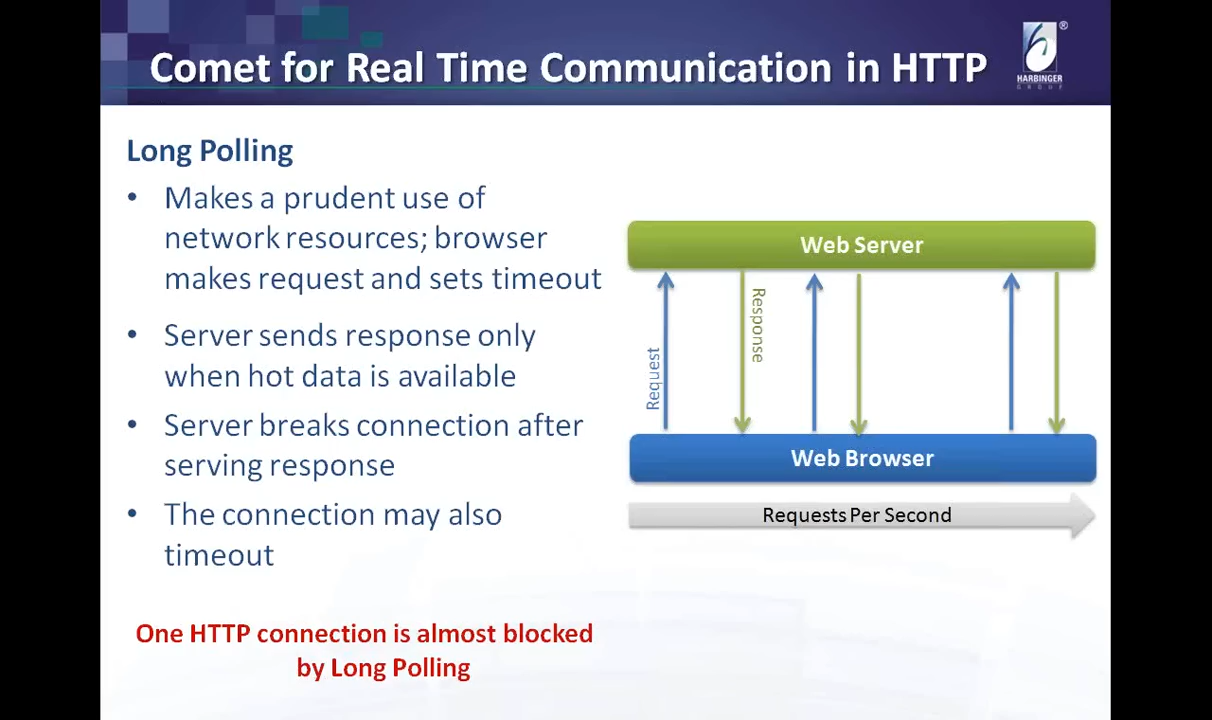 Comet for Real Time Communication in HTTP
®
HARBINGER
GROUP
Long Polling
• Makes a prudent use of
network resources; browser
makes request and sets timeout
• Server sends response only
when hot data is available
• Server breaks connection after
serving response
• The connection may also
timeout
One HTTP connection is almost blocked
by Long Polling
Web Server
Request
Response
Web Browser
Requests Per Second